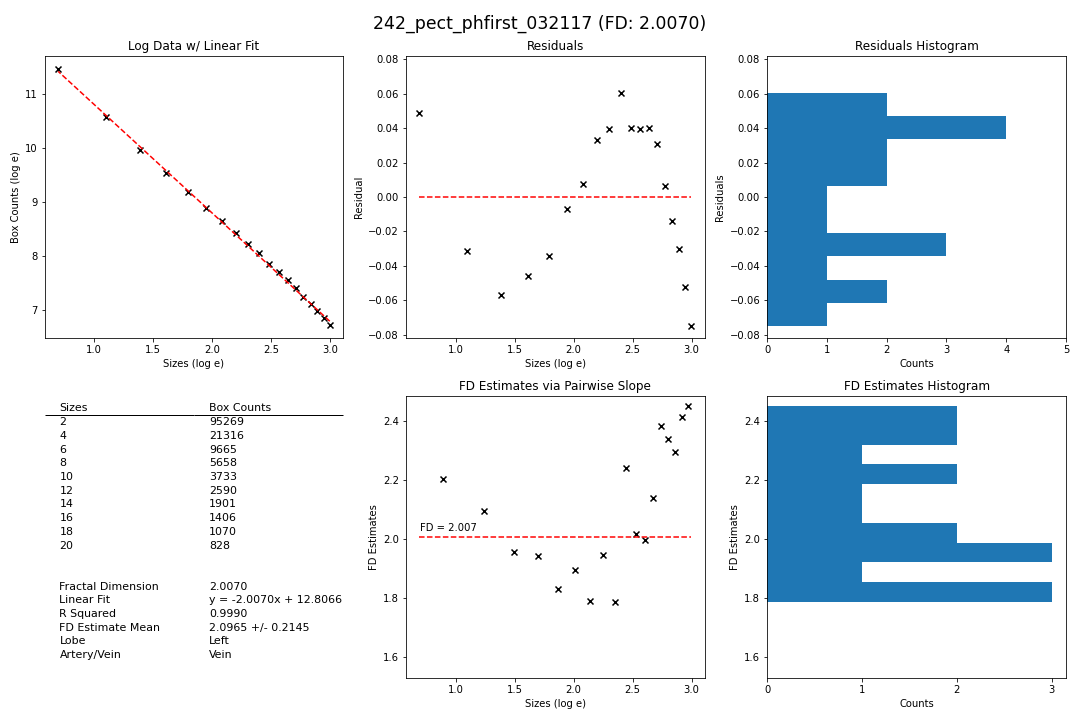 242_pect_phfirst_032117 (FD: 2.0070)
Log Data w/ Linear Fit
Box Counts (log e)
11
10
9
8
7
1.0 1.5 2.0 2.5 3.0
Sizes (log e)
Residuals
Residual
0.08
0.06
0.04
0.02
0.00
−0.02
−0.04
−0.06
−0.08
1.0 1.5 2.0 2.5 3.0
Sizes (log e)
Residuals Histogram
Residuals
0.08
0.06
0.04
0.02
0.00
−0.02
−0.04
−0.06
−0.08
0 1 2 3 4 5
Counts
Sizes Box Counts
2 95269
4 21316
6 9665
8 5658
10 3733
12 2590
14 1901
16 1406
18 1070
20 828
Fractal Dimension 2.0070
Linear Fit y = -2.0070x + 12.8066
R Squared 0.9990
FD Estimate Mean 2.0965 +/- 0.2145
Lobe Left
Artery/Vein Vein
FD Estimates via Pairwise Slope
FD Estimates
2.4
2.2
2.0
1.8
1.6
FD = 2.007
1.0 1.5 2.0 2.5 3.0
Sizes (log e)
FD Estimates Histogram
FD Estimates
2.4
2.2
2.0
1.8
1.6
0 1 2 3
Counts